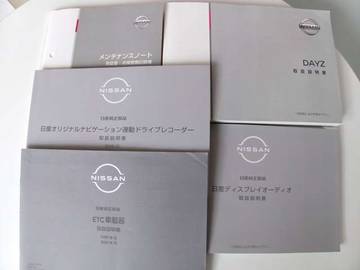 メンテナンスノート
NISSAN
DAYZ
取扱説明書
NISSAN
日産純正部品
日産オリジナルナビゲーション連動ドライブレコーダー
取扱説明書
NISSAN
日産純正部品
日産ディスプレイオーディオ
取扱説明書
NISSAN
日産純正部品
ETC車載器
取扱説明書